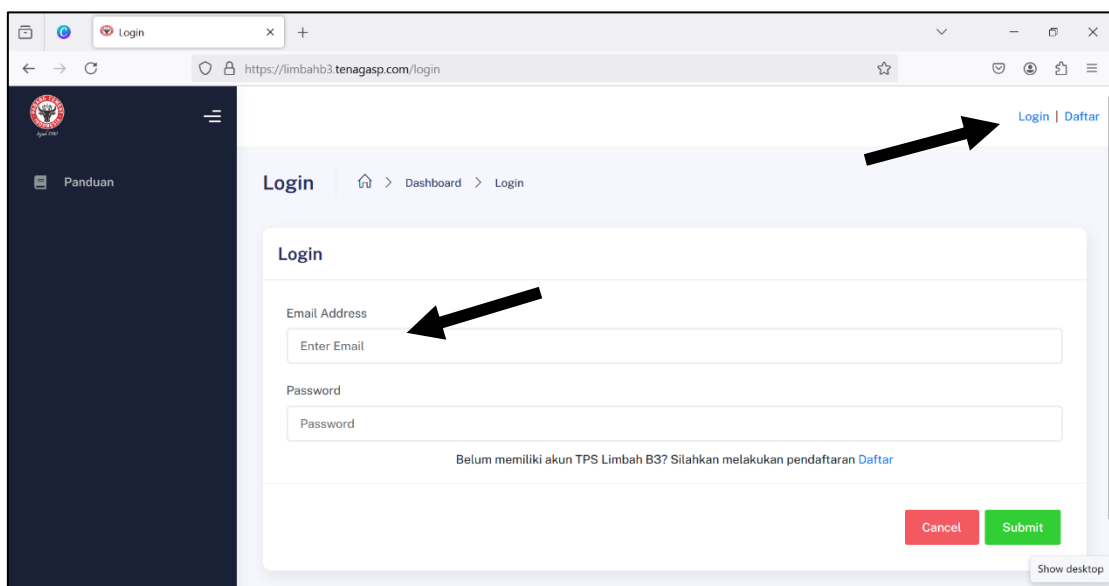 Login
https://limbahb3.tenagasp.com/login
Login | Daftar
Panduan
Login > Dashboard > Login
Login
Email Address
Enter Email
Password
Password
Belum memiliki akun TPS Limbah B3? Silahkan melakukan pendaftaran Daftar
Cancel Submit
Show desktop